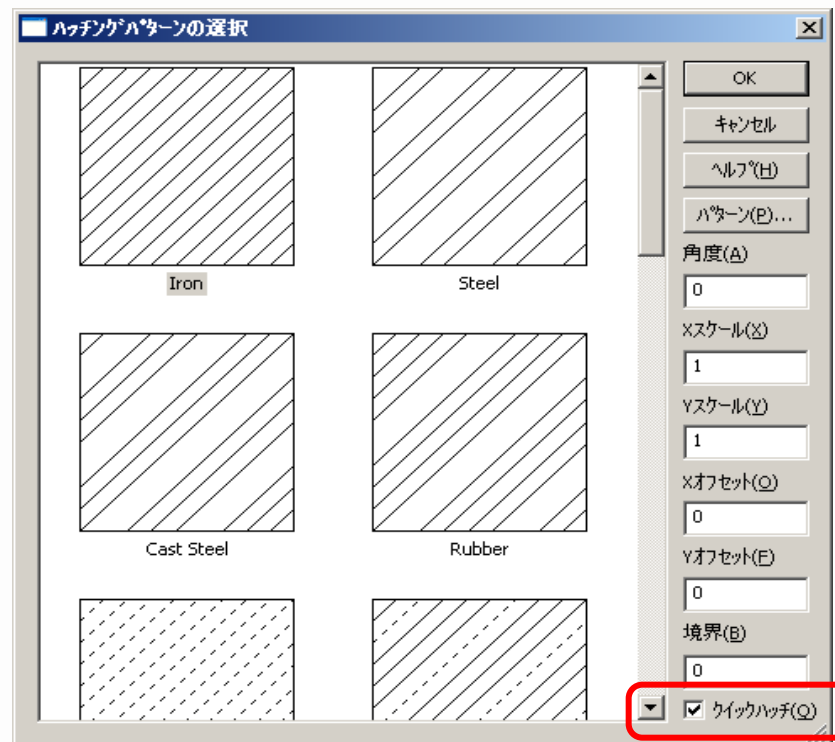 ﾊｯﾁﾝｸﾞﾊﾟﾀｰﾝの選択
Iron
Steel
Cast Steel
Rubber
OK
ｷｬﾝｾﾙ
ﾍﾙﾌﾟ(H)
ﾊﾟﾀｰﾝ(P)...
角度(A)
0
Xｽｹｰﾙ(X)
1
Yｽｹｰﾙ(Y)
1
Xｵﾌｾｯﾄ(O)
0
Yｵﾌｾｯﾄ(F)
0
境界(B)
0
ｸｲｯｸﾊｯﾁ(Q)